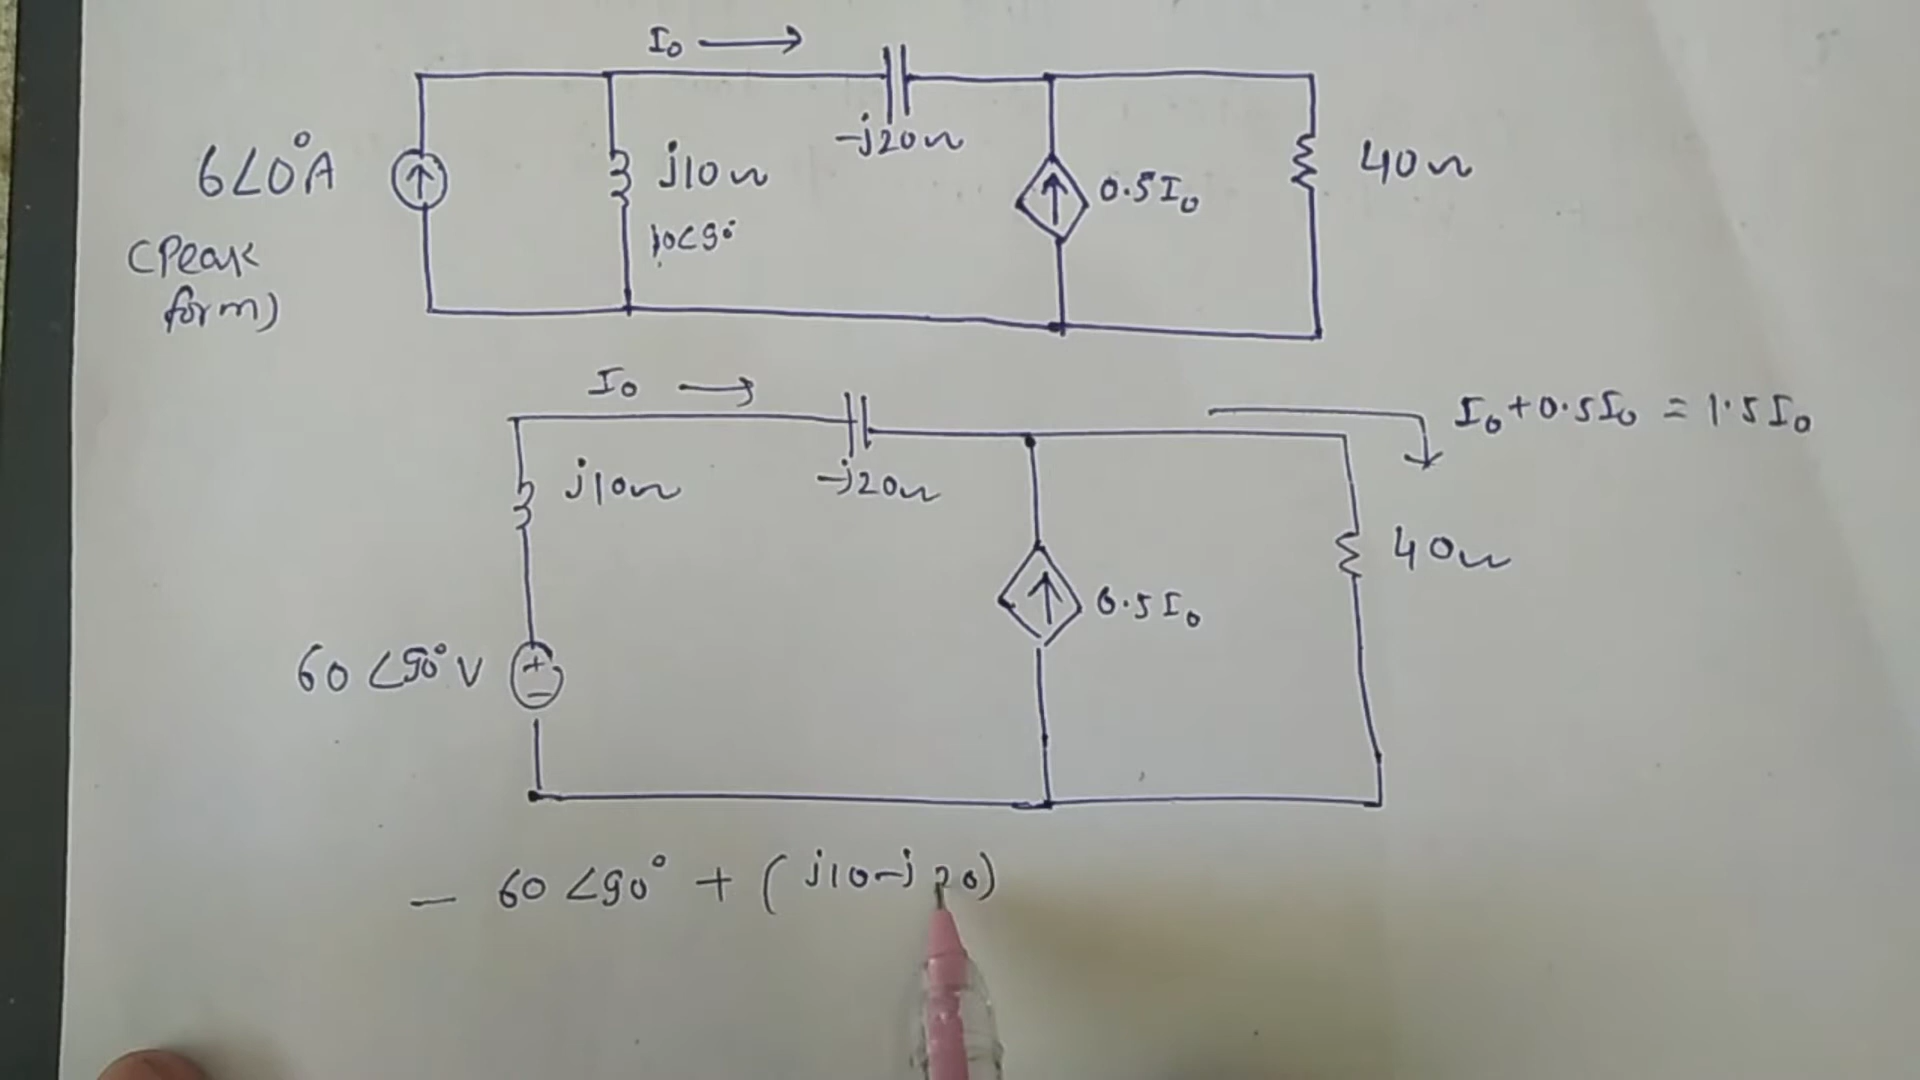 I₀
-j20Ω
6∠0°A
j10Ω
0.5I₀
40Ω
10<90
(Peak
form)
I₀
I₀+0.5I₀ = 1.5I₀
j10Ω
-j20Ω
40Ω
0.5I₀
60∠90°V
+
-
- 60∠90° + (j10-j20)